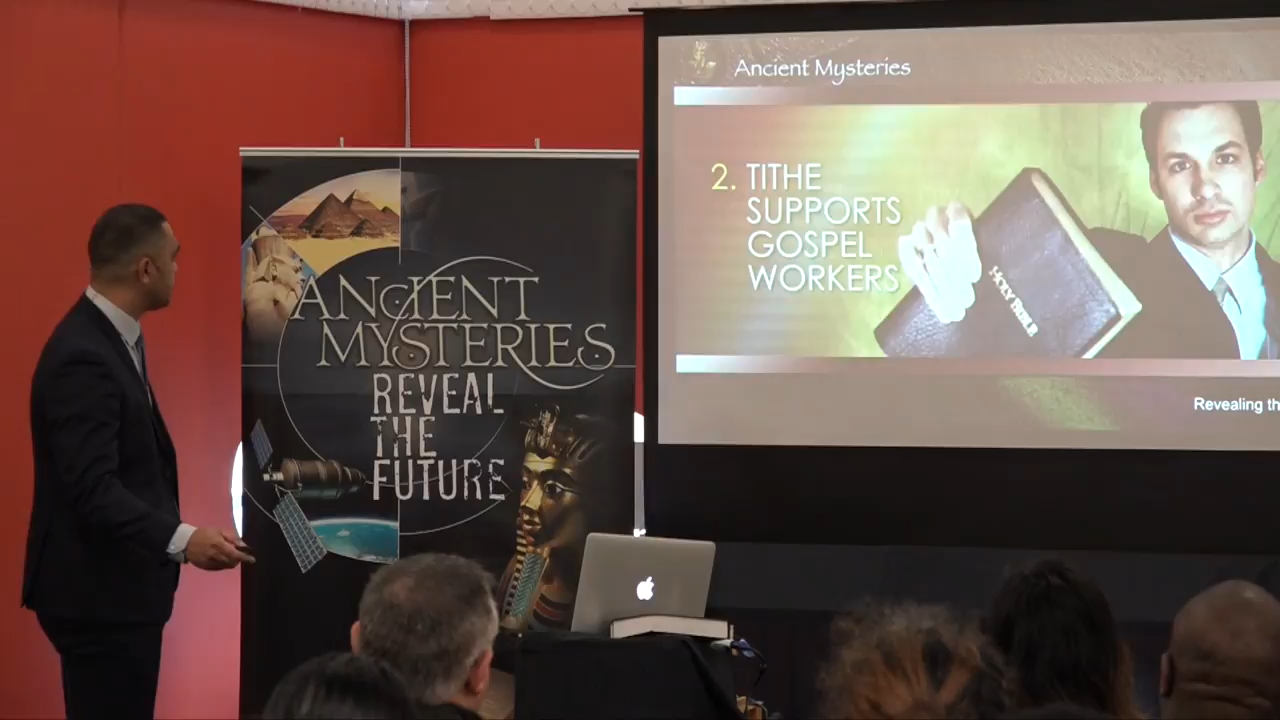 Ancient Mysteries
2. TITHE
SUPPORTS
GOSPEL
WORKERS
HOLY BIBLE
Revealing th
ANCIENT
MYSTERIES
REVEAL
THE
FUTURE